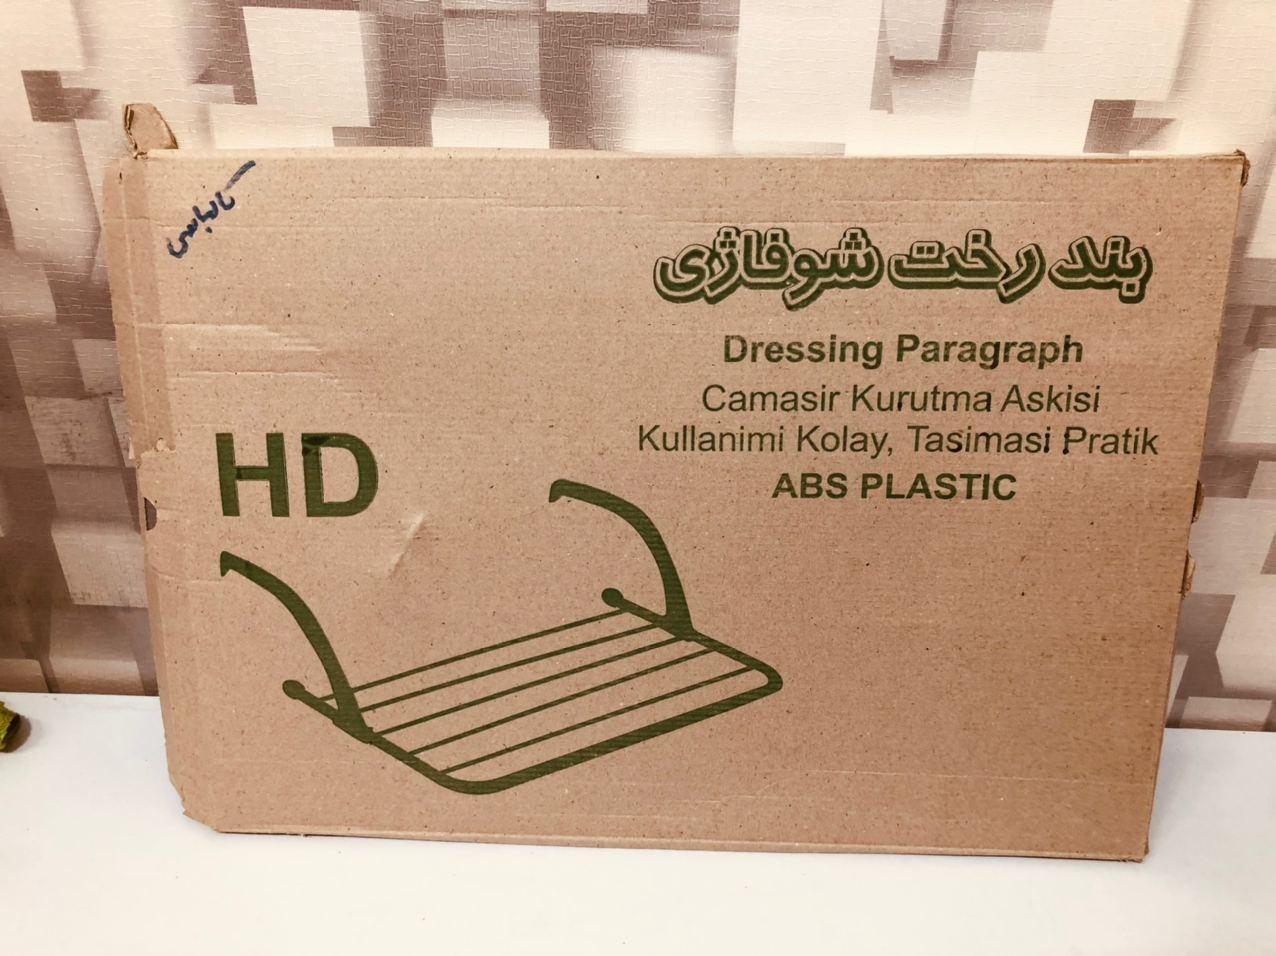 بند رخت شوفاژی
Dressing Paragraph
Camasir Kurutma Askisi
Kullanimi Kolay, Tasimasi Pratik
ABS PLASTIC
HD